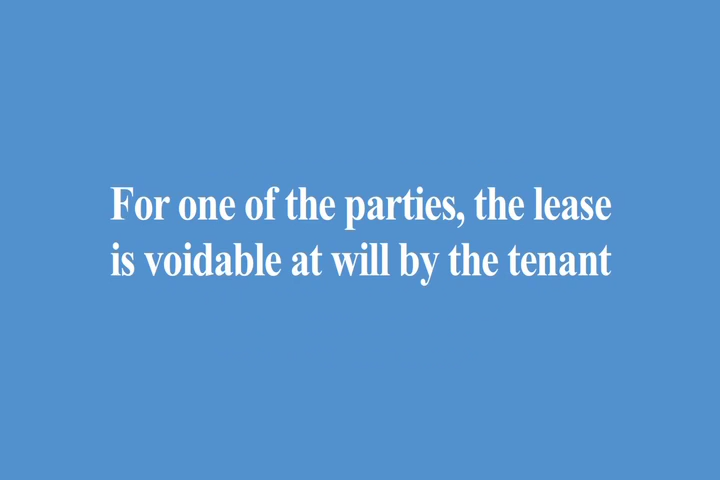 For one of the parties, the lease
is voidable at will by the tenant